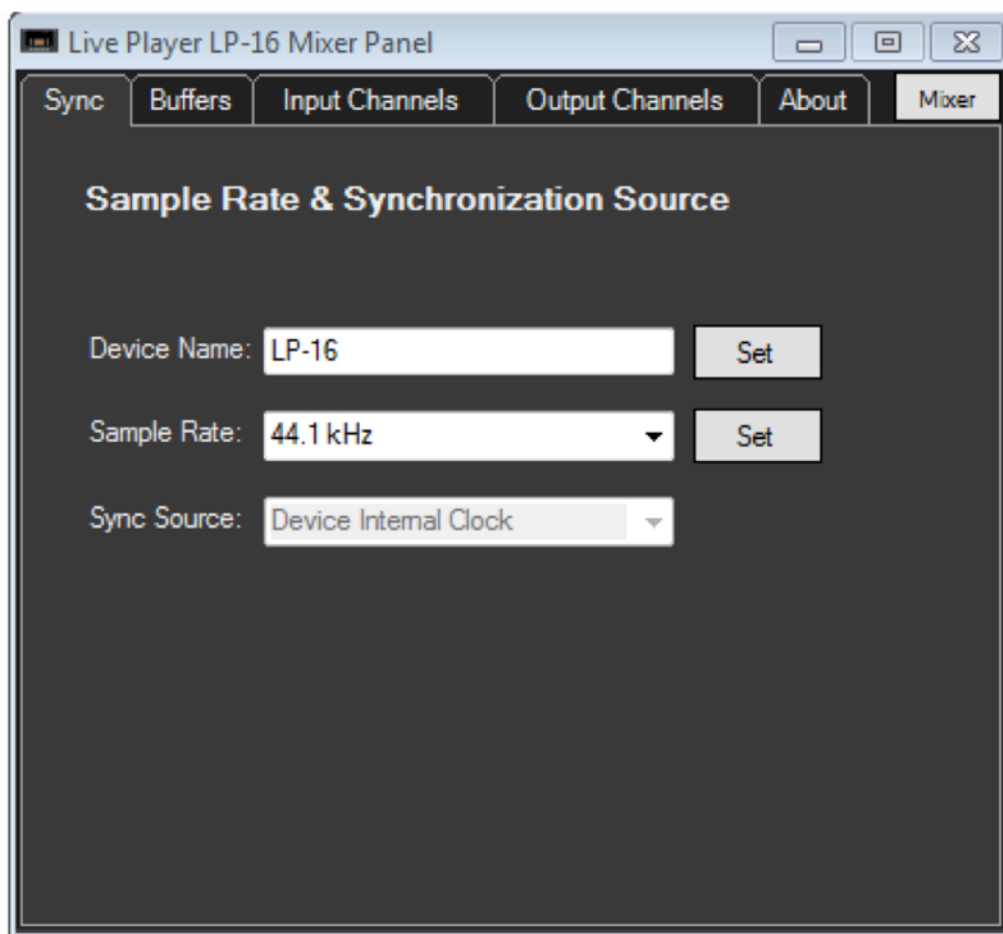 Live Player LP-16 Mixer Panel
Sync Buffers Input Channels Output Channels About Mixer
Sample Rate & Synchronization Source
Device Name: LP-16 Set
Sample Rate: 44.1 kHz Set
Sync Source: Device Internal Clock